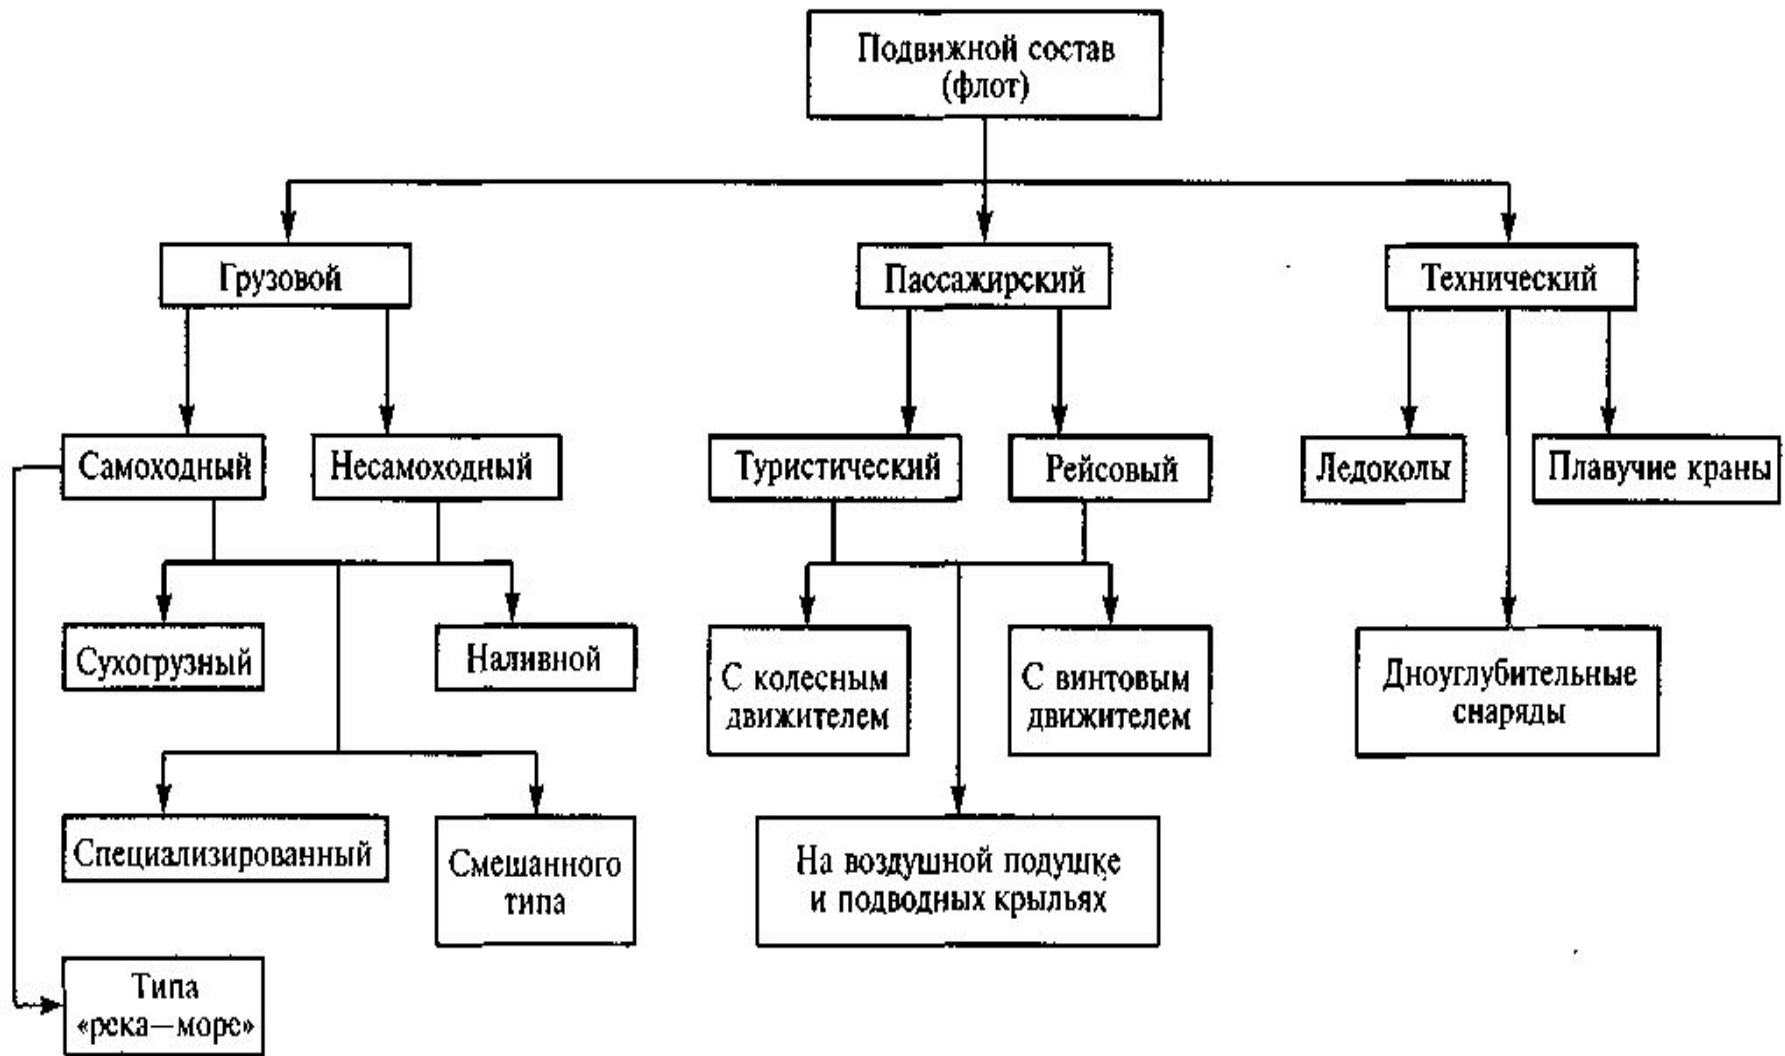 Подвижной состав
(флот)
Грузовой
Пассажирский
Технический
Самоходный
Несамоходный
Туристический
Рейсовый
Ледоколы
Плавучие краны
Сухогрузный
Наливной
С колесным
движителем
С винтовым
движителем
Дноуглубительные
снаряды
Специализированный
Смешанного
типа
На воздушной подушке
и подводных крыльях
Типа
«река—море»